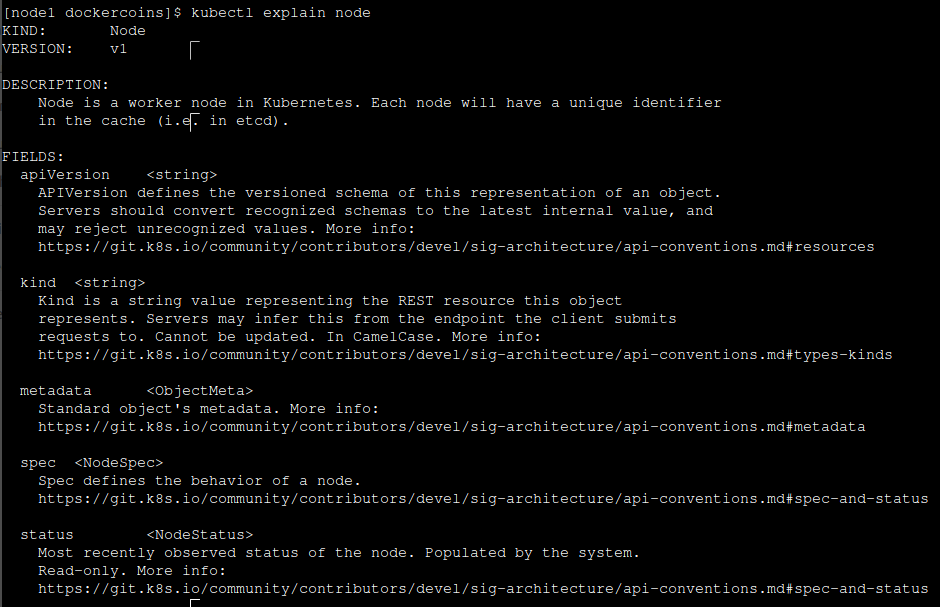 [node1 dockercoins]$ kubectl explain node
KIND:       Node
VERSION:    v1

DESCRIPTION:
    Node is a worker node in Kubernetes. Each node will have a unique identifier
    in the cache (i.e. in etcd).

FIELDS:
  apiVersion    <string>
    APIVersion defines the versioned schema of this representation of an object.
    Servers should convert recognized schemas to the latest internal value, and
    may reject unrecognized values. More info:
    https://git.k8s.io/community/contributors/devel/sig-architecture/api-conventions.md#resources

  kind  <string>
    Kind is a string value representing the REST resource this object
    represents. Servers may infer this from the endpoint the client submits
    requests to. Cannot be updated. In CamelCase. More info:
    https://git.k8s.io/community/contributors/devel/sig-architecture/api-conventions.md#types-kinds

  metadata      <ObjectMeta>
    Standard object's metadata. More info:
    https://git.k8s.io/community/contributors/devel/sig-architecture/api-conventions.md#metadata

  spec  <NodeSpec>
    Spec defines the behavior of a node.
    https://git.k8s.io/community/contributors/devel/sig-architecture/api-conventions.md#spec-and-status

  status        <NodeStatus>
    Most recently observed status of the node. Populated by the system.
    Read-only. More info:
    https://git.k8s.io/community/contributors/devel/sig-architecture/api-conventions.md#spec-and-status